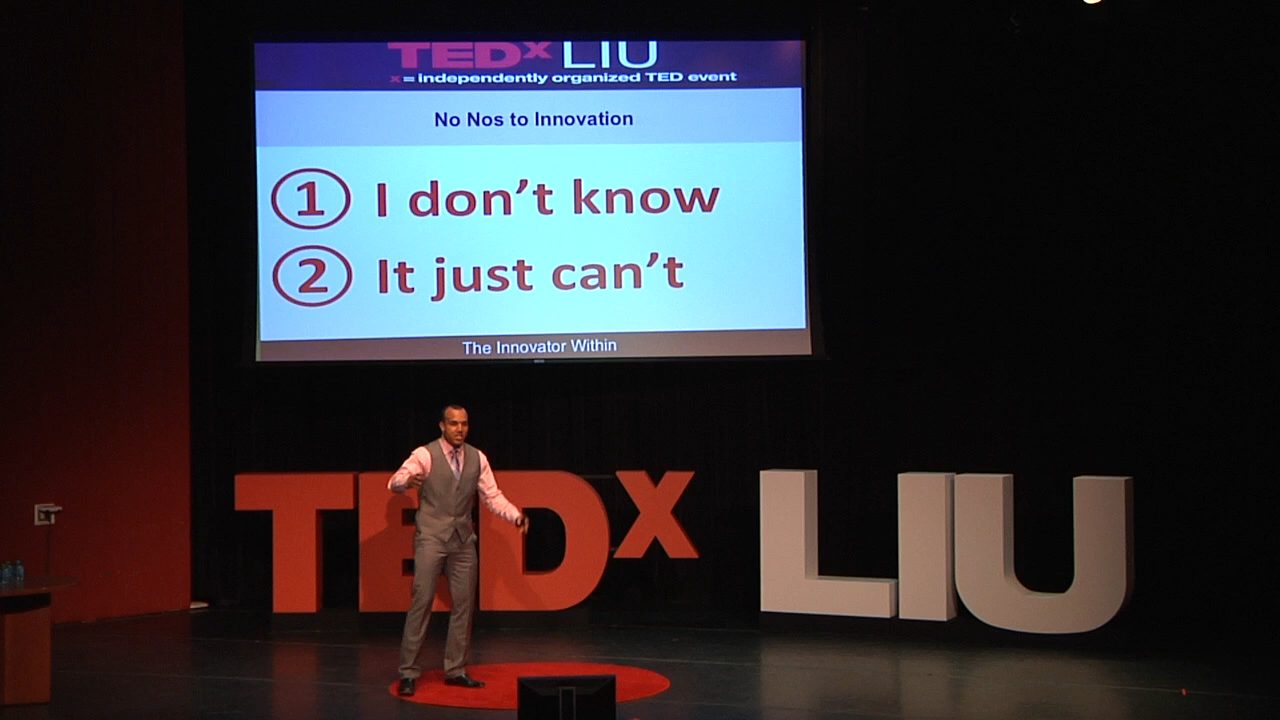 TEDx LIU
x = independently organized TED event
No Nos to Innovation
1 I don't know
2 It just can't
The Innovator Within
TEDx LIU